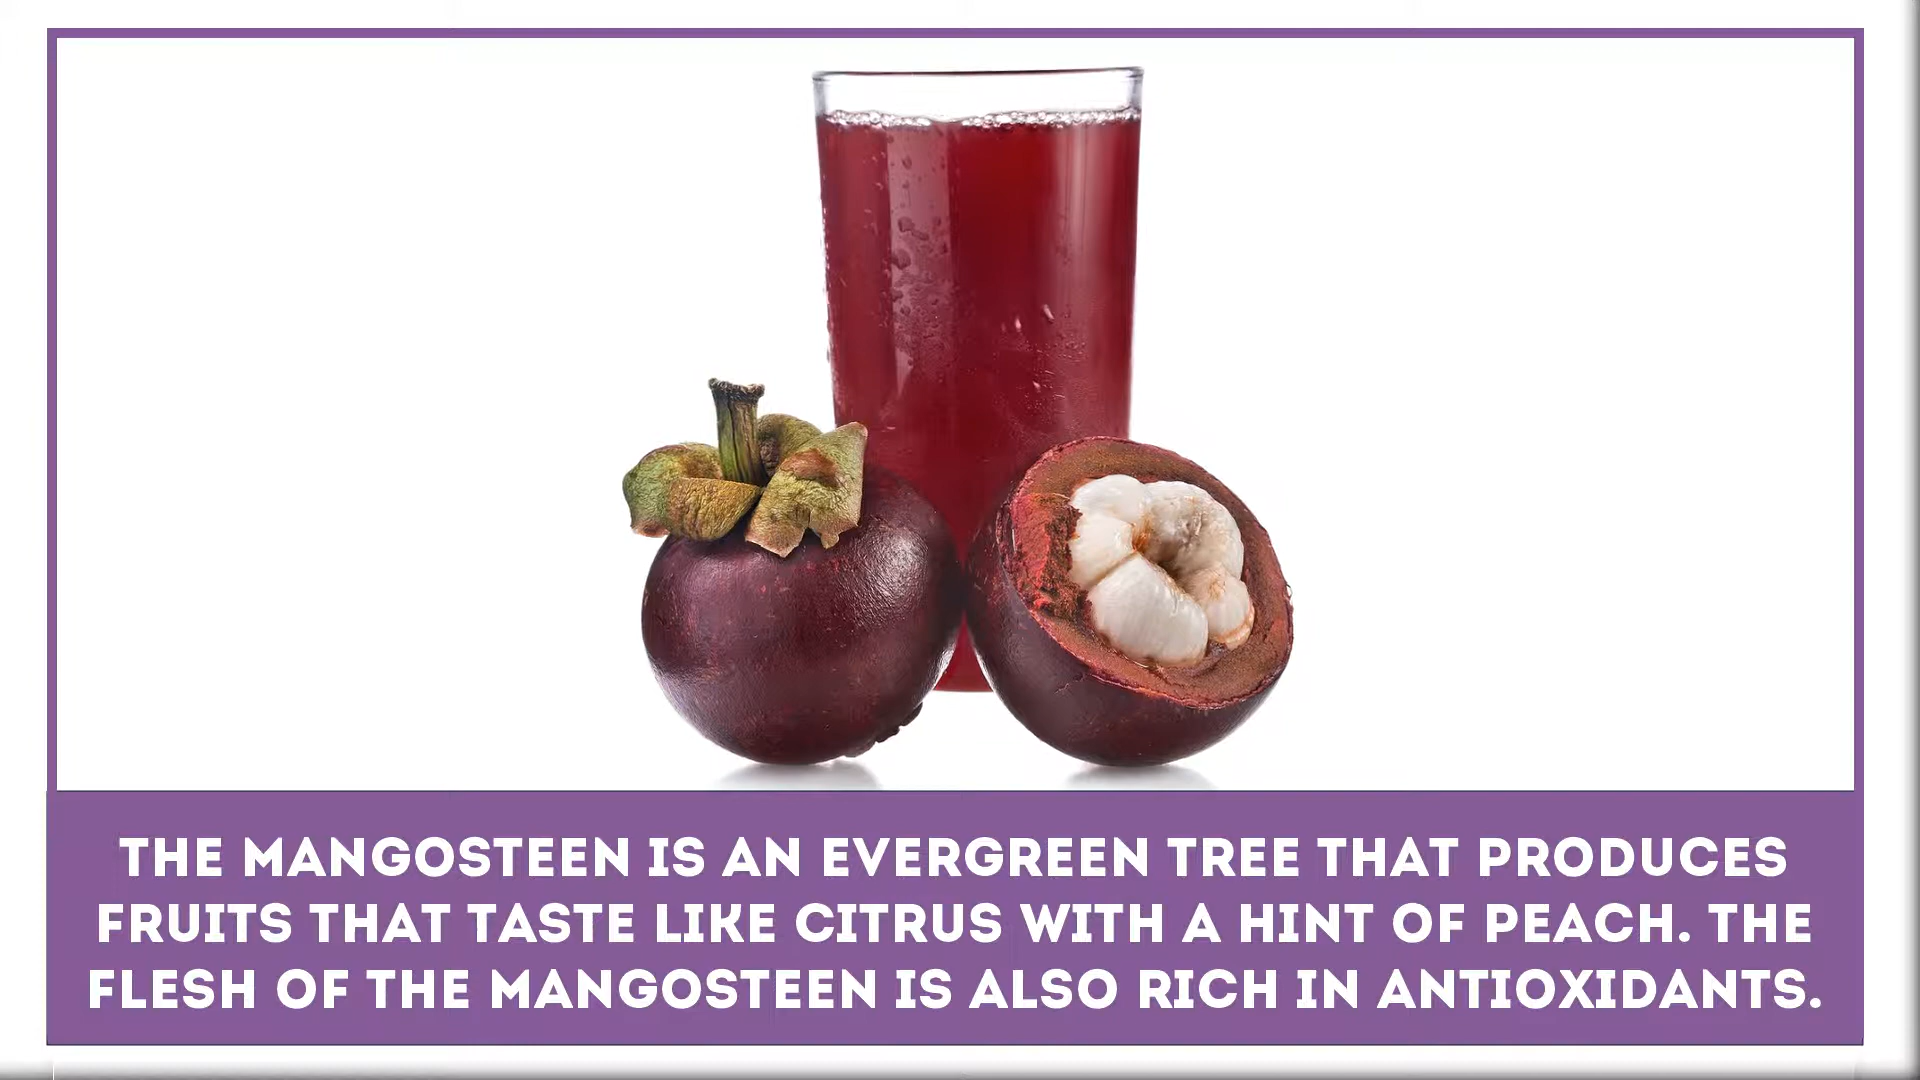 THE MANGOSTEEN IS AN EVERGREEN TREE THAT PRODUCES
FRUITS THAT TASTE LIKE CITRUS WITH A HINT OF PEACH. THE
FLESH OF THE MANGOSTEEN IS ALSO RICH IN ANTIOXIDANTS.